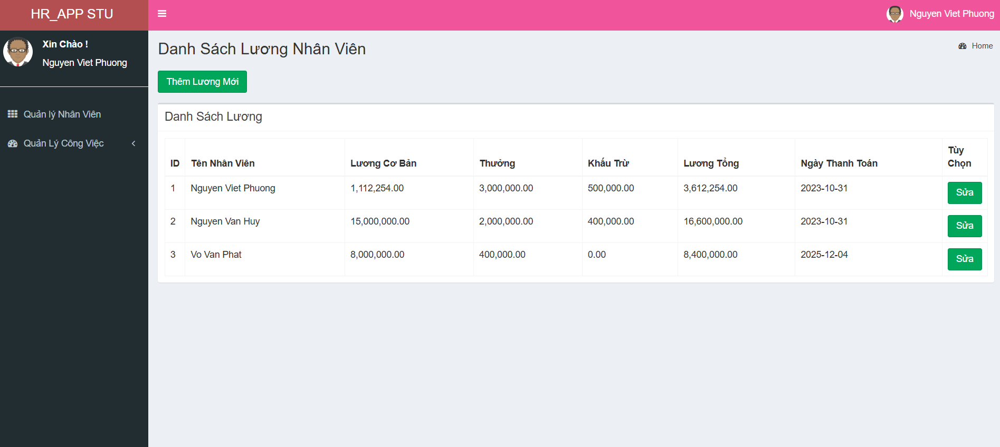 HR_APP STU
Nguyen Viet Phuong
Xin Chào !
Nguyen Viet Phuong
Quản lý Nhân Viên
Quản Lý Công Việc
Danh Sách Lương Nhân Viên
Home
Thêm Lương Mới
Danh Sách Lương
ID Tên Nhân Viên Lương Cơ Bản Thưởng Khấu Trừ Lương Tổng Ngày Thanh Toán Tùy Chọn
1 Nguyen Viet Phuong 1,112,254.00 3,000,000.00 500,000.00 3,612,254.00 2023-10-31 Sửa
2 Nguyen Van Huy 15,000,000.00 2,000,000.00 400,000.00 16,600,000.00 2023-10-31 Sửa
3 Vo Van Phat 8,000,000.00 400,000.00 0.00 8,400,000.00 2025-12-04 Sửa